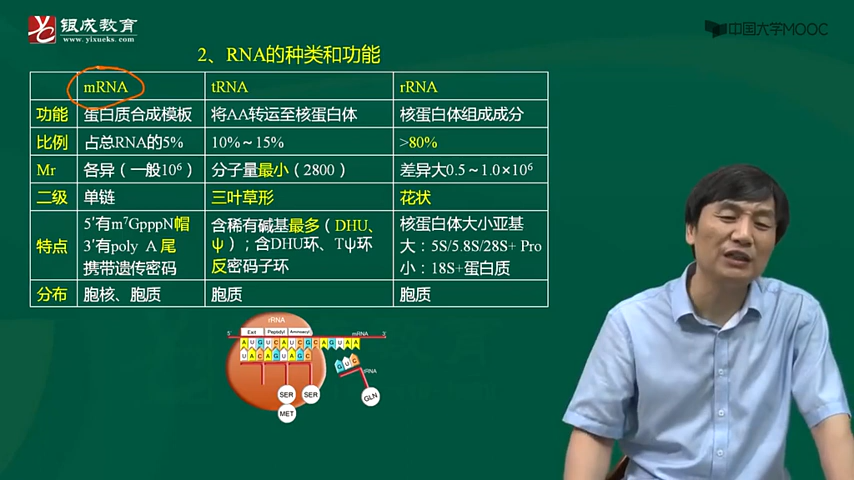 银成教育
www.yixueks.com
中国大学MOOC
2、RNA的种类和功能
mRNA tRNA rRNA
功能 蛋白质合成模板 将AA转运至核蛋白体 核蛋白体组成成分
比例 占总RNA的5% 10%~15% >80%
Mr 各异（一般10⁶） 分子量最小（2800） 差异大0.5~1.0×10⁶
二级 单链 三叶草形 花状
特点 5′有m⁷GpppN帽 含稀有碱基最多（DHU、 核蛋白体大小亚基
3′有poly A 尾 ψ）；含DHU环、Tψ环 大：5S/5.8S/28S+ Pro
携带遗传密码 反密码子环 小：18S+蛋白质
分布 胞核、胞质 胞质 胞质
rRNA
5' Exit Peptidyl Aminoacyl mRNA 3'
A U G U C A U C G C A G U A A
U A C A G U A G C
G U C
tRNA
SER SER GLN
MET